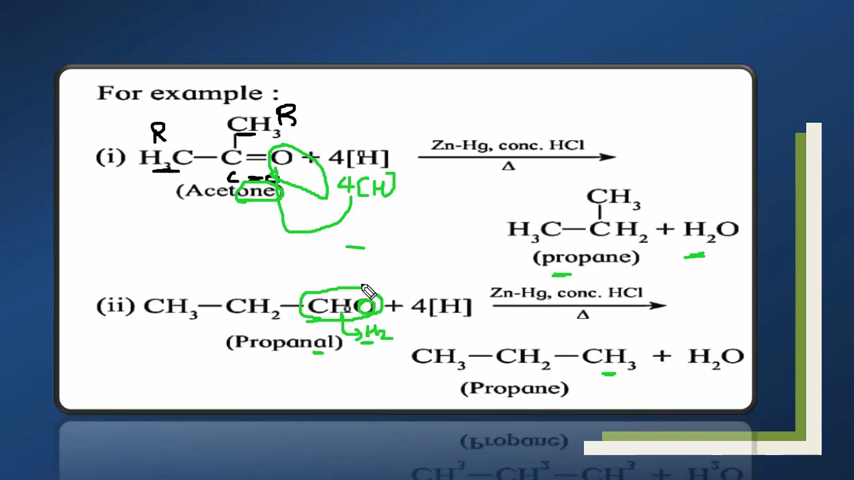 For example :
R
CH₃ R
(i) H₃C—C=O + 4[H] Zn-Hg, conc. HCl Δ
C
(Acetone)
4[H]
CH₃
H₃C—CH₂ + H₂O
(propane)
(ii) CH₃—CH₂—CHO + 4[H] Zn-Hg, conc. HCl Δ
H₂
(Propanal)
CH₃—CH₂—CH₃ + H₂O
(Propane)